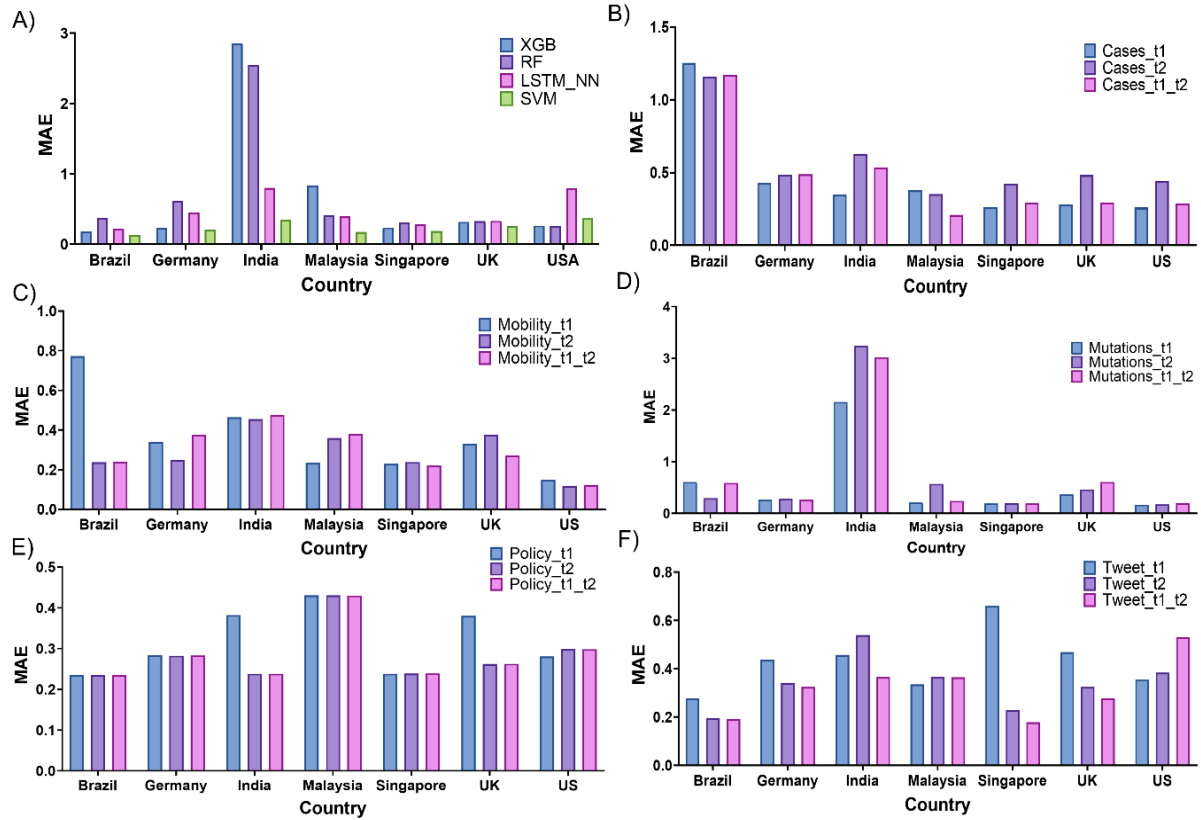 A)
3
2
1
0
MAE
XGB
RF
LSTM_NN
SVM
Brazil Germany India Malaysia Singapore UK USA
Country
B)
1.5
1.0
0.5
0.0
MAE
Cases_t1
Cases_t2
Cases_t1_t2
Brazil Germany India Malaysia Singapore UK US
Country
C)
1.0
0.8
0.6
0.4
0.2
0.0
MAE
Mobility_t1
Mobility_t2
Mobility_t1_t2
Brazil Germany India Malaysia Singapore UK US
Country
D)
4
3
2
1
0
MAE
Mutations_t1
Mutations_t2
Mutations_t1_t2
Brazil Germany India Malaysia Singapore UK US
Country
E)
0.5
0.4
0.3
0.2
0.1
0.0
MAE
Policy_t1
Policy_t2
Policy_t1_t2
Brazil Germany India Malaysia Singapore UK US
Country
F)
0.8
0.6
0.4
0.2
0.0
MAE
Tweet_t1
Tweet_t2
Tweet_t1_t2
Brazil Germany India Malaysia Singapore UK US
Country